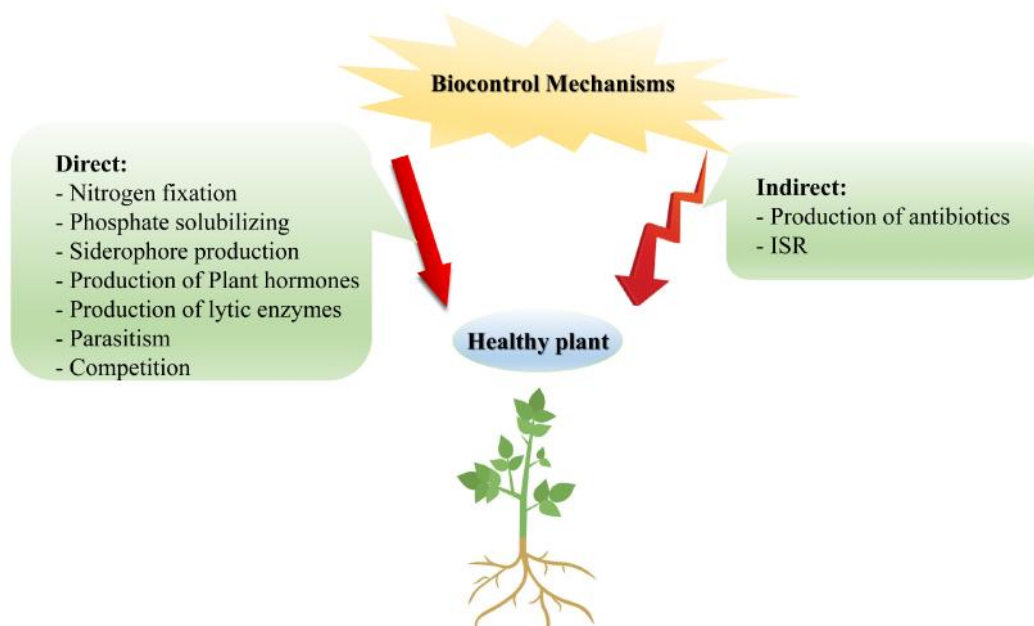 Biocontrol Mechanisms
Direct:
- Nitrogen fixation
- Phosphate solubilizing
- Siderophore production
- Production of Plant hormones
- Production of lytic enzymes
- Parasitism
- Competition
Indirect:
- Production of antibiotics
- ISR
Healthy plant